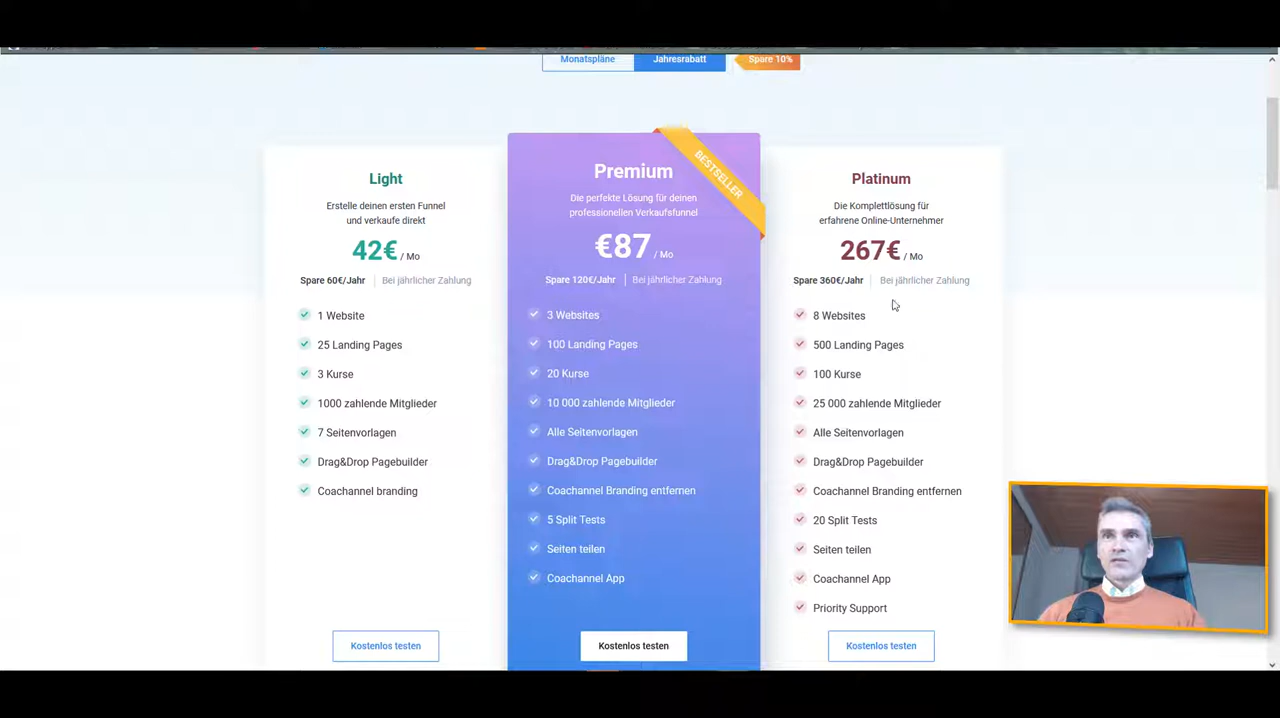 Monatspläne
Jahresrabatt
Spare 10%
Light
Erstelle deinen ersten Funnel
und verkaufe direkt
42€ / Mo
Spare 60€/Jahr
Bei jährlicher Zahlung
1 Website
25 Landing Pages
3 Kurse
1000 zahlende Mitglieder
7 Seitenvorlagen
Drag&Drop Pagebuilder
Coachannel branding
Kostenlos testen
BESTSELLER
Premium
Die perfekte Lösung für deinen
professionellen Verkaufsfunnel
€87 / Mo
Spare 120€/Jahr
Bei jährlicher Zahlung
3 Websites
100 Landing Pages
20 Kurse
10 000 zahlende Mitglieder
Alle Seitenvorlagen
Drag&Drop Pagebuilder
Coachannel Branding entfernen
5 Split Tests
Seiten teilen
Coachannel App
Kostenlos testen
Platinum
Die Komplettlösung für
erfahrene Online-Unternehmer
267€ / Mo
Spare 360€/Jahr
Bei jährlicher Zahlung
8 Websites
500 Landing Pages
100 Kurse
25 000 zahlende Mitglieder
Alle Seitenvorlagen
Drag&Drop Pagebuilder
Coachannel Branding entfernen
20 Split Tests
Seiten teilen
Coachannel App
Priority Support
Kostenlos testen